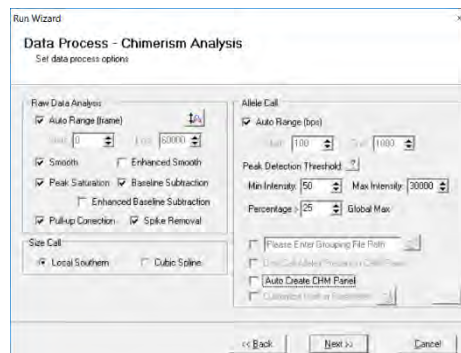 Run Wizard
Data Process - Chimerism Analysis
Set data process options
Raw Data Analysis
Auto Range (frame)
Start: 0 End: 60000
Smooth Enhanced Smooth
Peak Saturation Baseline Subtraction
Enhanced Baseline Subtraction
Pull-up Correction Spike Removal
Size Call
Local Southern Cubic Spline
Allele Call
Auto Range (bps)
Start: 100 End: 1000
Peak Detection Threshold ?
Min Intensity: 50 Max Intensity: 30000
Percentage > 25 Global Max
Please Enter Grouping File Path
CHM Panel
Auto Create CHM Panel
<< Back Next >> Cancel